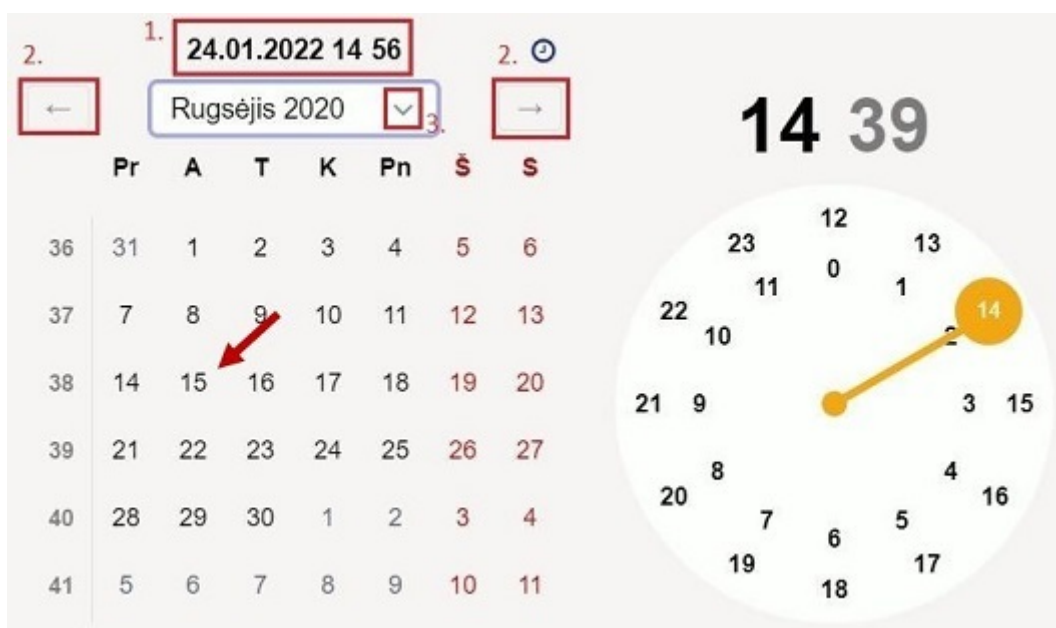 1.
2.
24.01.2022 14 56
2.
←
Rugsėjis 2020
3.
→
Pr A T K Pn Š S
36 31 1 2 3 4 5 6
37 7 8 9 10 11 12 13
38 14 15 16 17 18 19 20
39 21 22 23 24 25 26 27
40 28 29 30 1 2 3 4
41 5 6 7 8 9 10 11
14 39
12
23 13
0
11 1
22 14
10 2
21 9 3 15
8 4
20 16
7 5
6
19 17
18